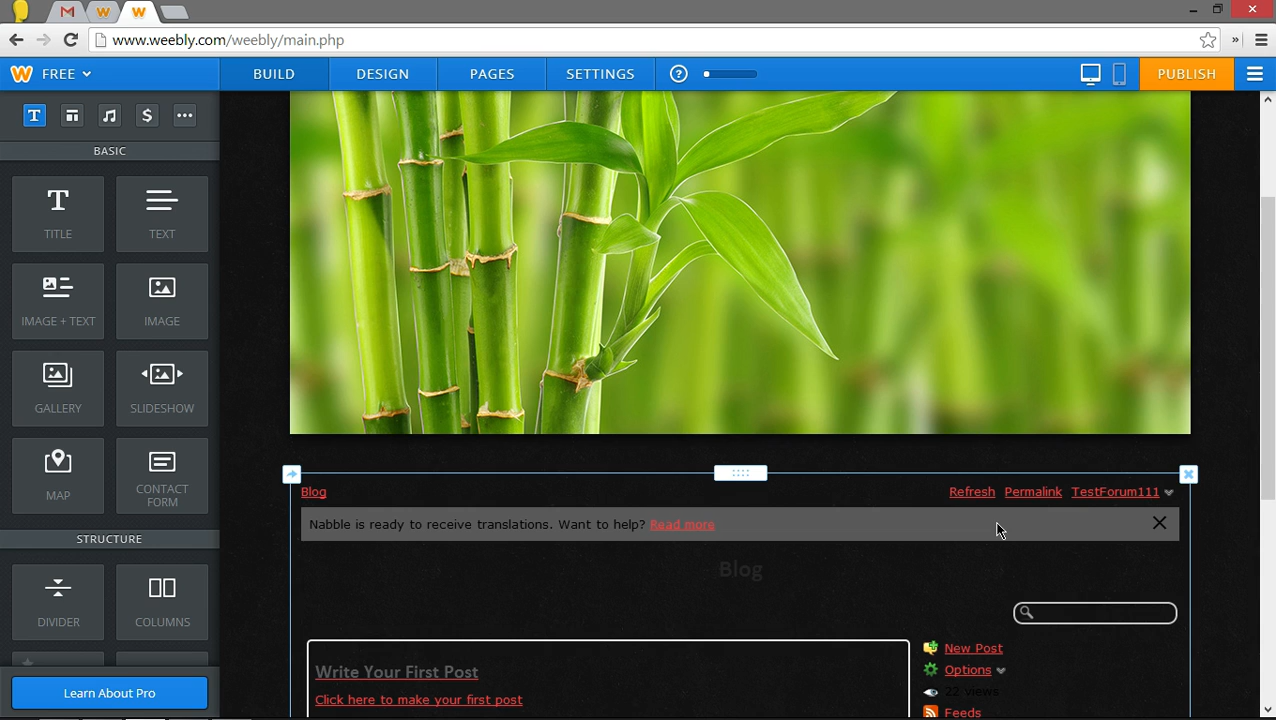 www.weebly.com/weebly/main.php
FREE
BUILD
DESIGN
PAGES
SETTINGS
PUBLISH
BASIC
TITLE
TEXT
IMAGE + TEXT
IMAGE
GALLERY
SLIDESHOW
MAP
CONTACT
FORM
STRUCTURE
DIVIDER
COLUMNS
Learn About Pro
Blog
Refresh Permalink TestForum111
Nabble is ready to receive translations. Want to help? Read more
Blog
Write Your First Post
Click here to make your first post
New Post
Options
22 views
Feeds